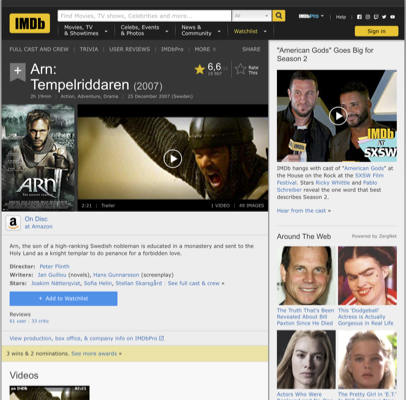 IMDb
Find Movies, TV shows, Celebrities and more...
All
IMDbPro
Help
Movies, TV
& Showtimes
Celebs, Events
& Photos
News &
Community
Watchlist
Sign in
FULL CAST AND CREW | TRIVIA | USER REVIEWS | IMDbPro | MORE
SHARE
Arn:
Tempelriddaren (2007)
6,6
Rate
This
2h 19min | Action, Adventure, Drama | 25 December 2007 (Sweden)
ARN
2:21 | Trailer
1 VIDEO | 40 IMAGES
On Disc
at Amazon
Arn, the son of a high-ranking Swedish nobleman is educated in a monastery and sent to the
Holy Land as a knight templar to do penance for a forbidden love.
Director: Peter Flinth
Writers: Jan Guillou (novels), Hans Gunnarsson (screenplay)
Stars: Joakim Nätterqvist, Sofia Helin, Stellan Skarsgård | See full cast & crew »
+ Add to Watchlist
Reviews
61 user | 33 critic
View production, box office, & company info on IMDbPro
3 wins & 2 nominations. See more awards »
Videos
"American Gods" Goes Big for
Season 2
IMDb
AT
SXSW
IMDb hangs with cast of "American Gods" at
the House on the Rock at the SXSW Film
Festival. Stars Ricky Whittle and Pablo
Schreiber reveal the one word that best
describes Season 2.
Hear from the cast »
Around The Web
Powered by ZergNet
The Truth That's Been
Revealed About Bill
Paxton Since He Died
This 'Dodgeball'
Actress is Actually
Gorgeous in Real Life
Actors Who Were
The Pretty Girl in 'E.T.'